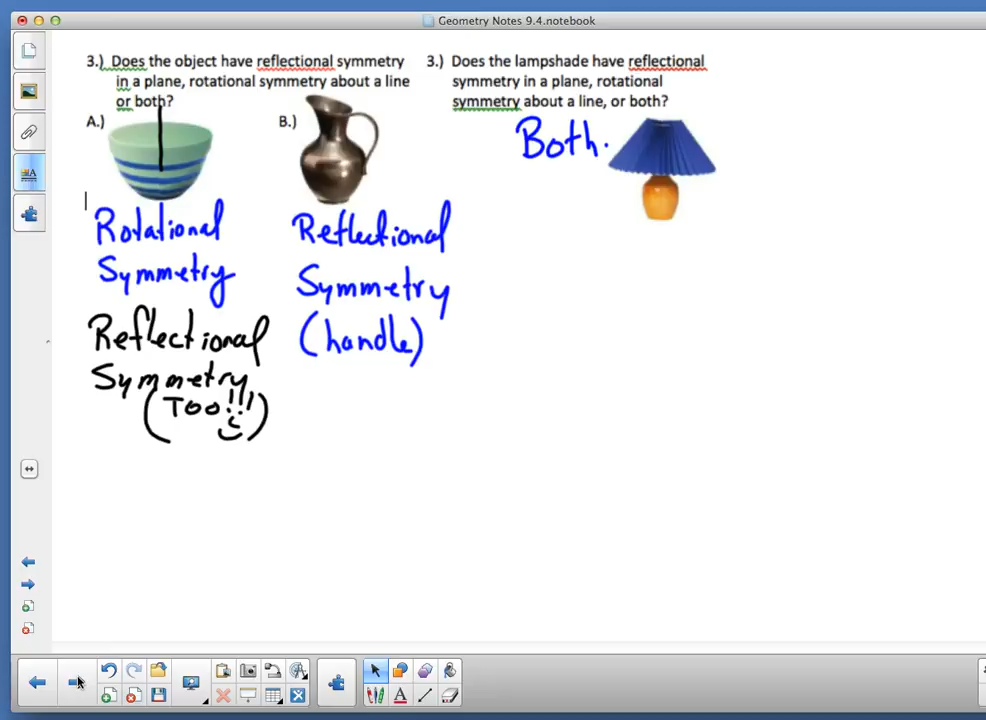 Geometry Notes 9.4.notebook
3.) Does the object have reflectional symmetry
in a plane, rotational symmetry about a line
or both?
A.)
B.)
Rotational
Symmetry
Reflectional
Symmetry
(Too!!!)
Reflectional
Symmetry
(handle)
3.) Does the lampshade have reflectional
symmetry in a plane, rotational
symmetry about a line, or both?
Both.